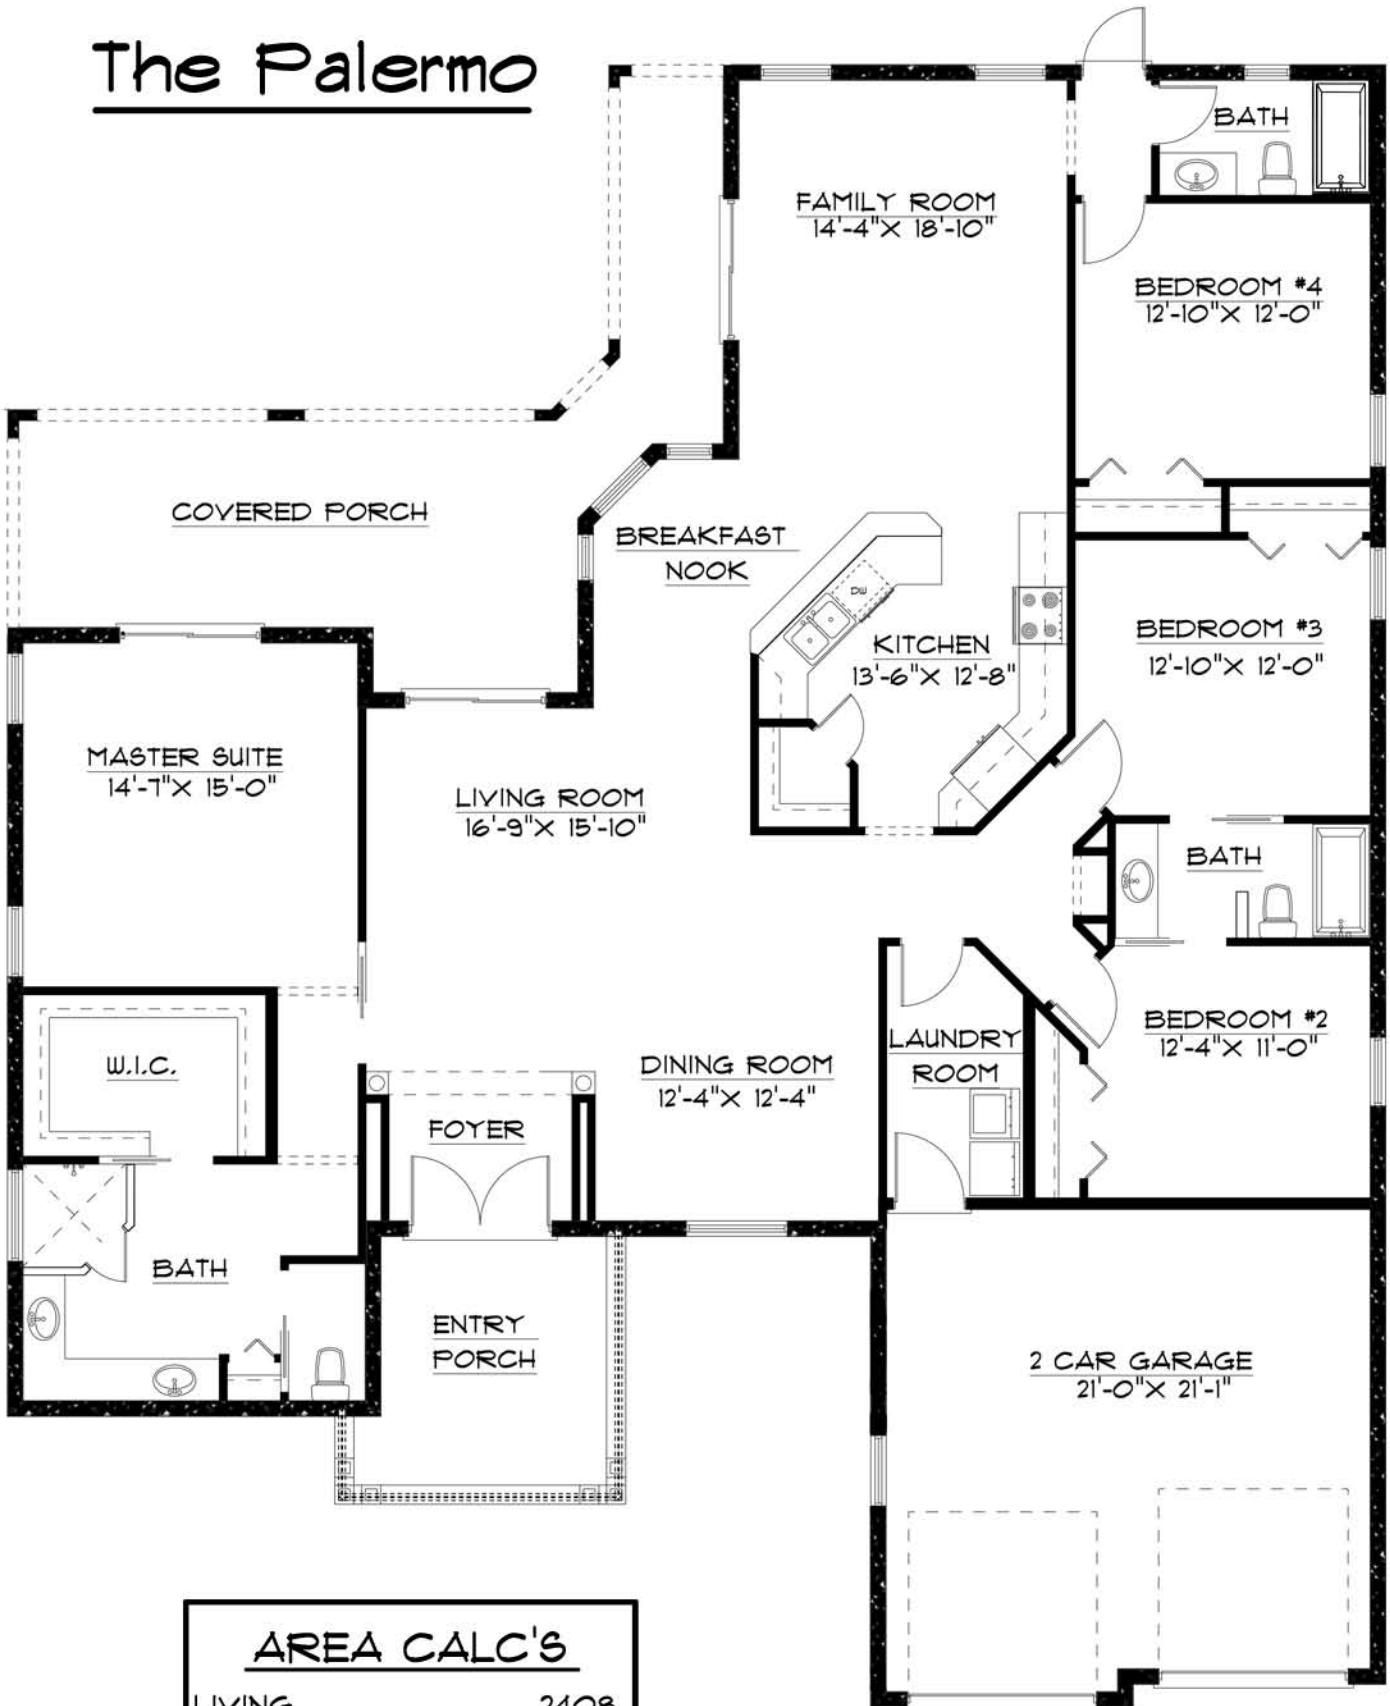 The Palermo
BATH
FAMILY ROOM
14'-4"X 18'-10"
BEDROOM #4
12'-10"X 12'-0"
COVERED PORCH
BREAKFAST
NOOK
DW
KITCHEN
13'-6"X 12'-8"
BEDROOM #3
12'-10"X 12'-0"
MASTER SUITE
14'-7"X 15'-0"
LIVING ROOM
16'-9"X 15'-10"
BATH
W.I.C.
DINING ROOM
12'-4"X 12'-4"
LAUNDRY
ROOM
BEDROOM #2
12'-4"X 11'-0"
FOYER
BATH
ENTRY
PORCH
2 CAR GARAGE
21'-0"X 21'-1"
AREA CALC'S
LIVING 2408